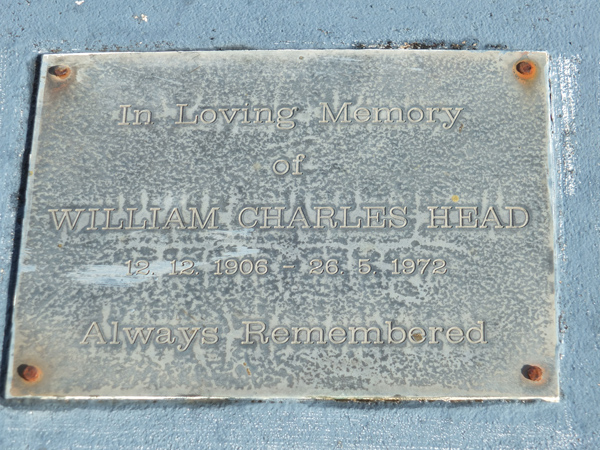 In Loving Memory
of
WILLIAM CHARLES HEAD
12. 12. 1906 – 26. 5. 1972
Always Remembered